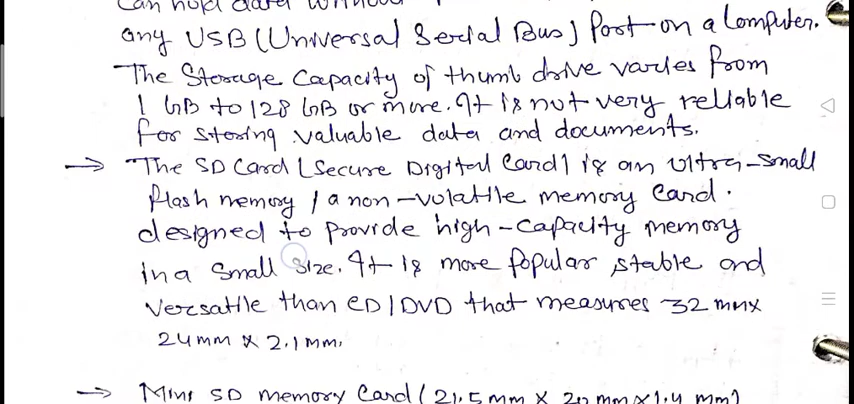 can hold data without
any USB (Universal Serial Bus) Port on a Computer.
The Storage Capacity of thumb drive varies from
1 GB to 128 GB or more. It is not very reliable
for storing valuable data and documents.
→ The SD Card (Secure Digital Card) is an ultra-small
flash memory / a non-volatile memory Card.
designed to provide high-capacity memory
in a small size. It is more popular, stable and
versatile than CD/DVD that measures 32 mm x
24 mm x 2.1 mm.
→ Mini SD memory Card (21.5 mm x 20 mm x 1.4 mm)